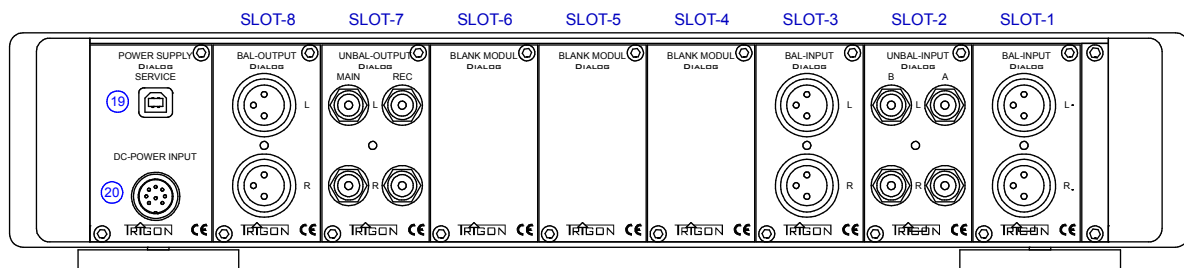 SLOT-8 SLOT-7 SLOT-6 SLOT-5 SLOT-4 SLOT-3 SLOT-2 SLOT-1
POWER SUPPLY BAL-OUTPUT UNBAL-OUTPUT BLANK MODUL BLANK MODUL BLANK MODUL BAL-INPUT UNBAL-INPUT BAL-INPUT
DIALOG DIALOG DIALOG DIALOG DIALOG DIALOG DIALOG DIALOG DIALOG
SERVICE MAIN REC B A
19 L L L L L
DC-POWER INPUT
20 R R R R R
TRIGON CE TRIGON CE TRIGON CE TRIGON CE TRIGON CE TRIGON CE TRIGON CE TRIGON CE TRIGON CE